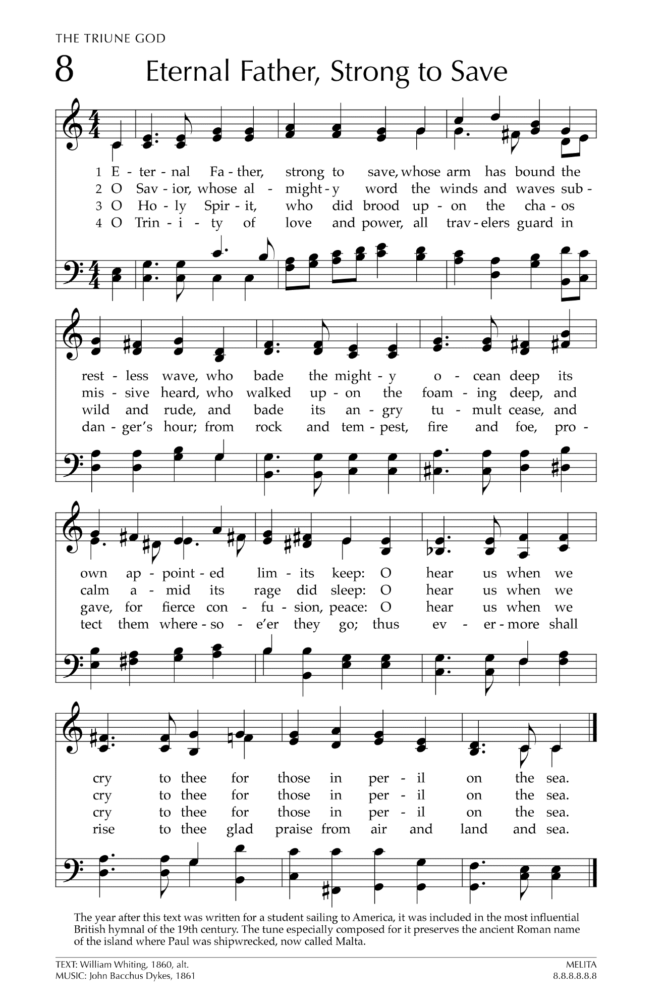 THE TRIUNE GOD
8 Eternal Father, Strong to Save
1 E - ter - nal Fa - ther, strong to save, whose arm has bound the
2 O Sav - ior, whose al - might - y word the winds and waves sub -
3 O Ho - ly Spir - it, who did brood up - on the cha - os
4 O Trin - i - ty of love and power, all trav - elers guard in
rest - less wave, who bade the might - y o - cean deep its
mis - sive heard, who walked up - on the foam - ing deep, and
wild and rude, and bade its an - gry tu - mult cease, and
dan - ger's hour; from rock and tem - pest, fire and foe, pro -
own ap - point - ed lim - its keep: O hear us when we
calm a - mid its rage did sleep: O hear us when we
gave, for fierce con - fu - sion, peace: O hear us when we
tect them where - so - e'er they go; thus ev - er - more shall
cry to thee for those in per - il on the sea.
cry to thee for those in per - il on the sea.
cry to thee for those in per - il on the sea.
rise to thee glad praise from air and land and sea.
The year after this text was written for a student sailing to America, it was included in the most influential
British hymnal of the 19th century. The tune especially composed for it preserves the ancient Roman name
of the island where Paul was shipwrecked, now called Malta.
TEXT: William Whiting, 1860, alt. MELITA
MUSIC: John Bacchus Dykes, 1861 8.8.8.8.8.8